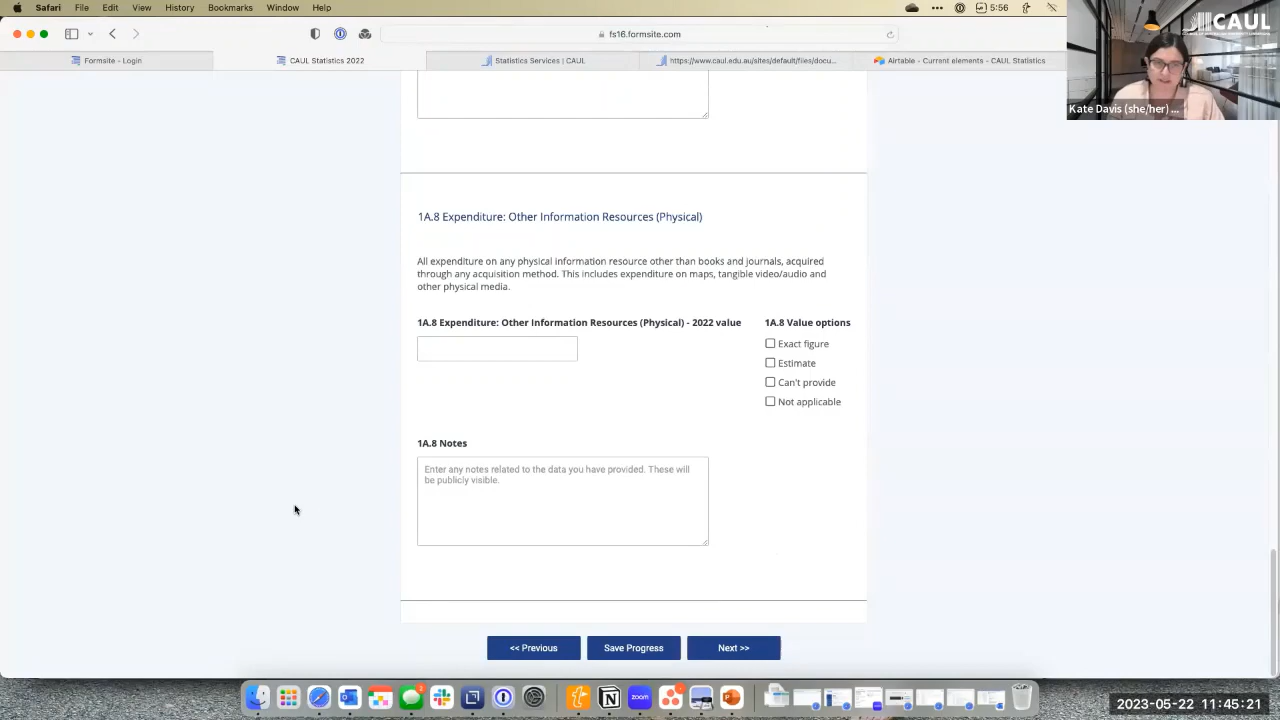 Safari File Edit View History Bookmarks Window Help
5:56
fs16.formsite.com
Formsite - Login
CAUL Statistics 2022
Statistics Services | CAUL
https://www.caul.edu.au/sites/default/files/docu...
Airtable - Current elements - CAUL Statistics
CAUL
Kate Davis (she/her) ...
1A.8 Expenditure: Other Information Resources (Physical)
All expenditure on any physical information resource other than books and journals, acquired
through any acquisition method. This includes expenditure on maps, tangible video/audio and
other physical media.
1A.8 Expenditure: Other Information Resources (Physical) - 2022 value
1A.8 Value options
Exact figure
Estimate
Can't provide
Not applicable
1A.8 Notes
Enter any notes related to the data you have provided. These will
be publicly visible.
<< Previous
Save Progress
Next >>
zoom
2023-05-22 11:45:21